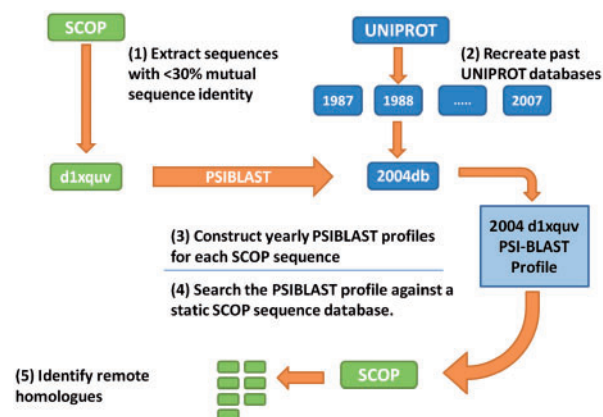 SCOP
(1) Extract sequences
with <30% mutual
sequence identity
UNIPROT
(2) Recreate past
UNIPROT databases
1987
1988
.....
2007
d1xquv
PSIBLAST
2004db
(3) Construct yearly PSIBLAST profiles
for each SCOP sequence
2004 d1xquv
PSI-BLAST
Profile
(4) Search the PSIBLAST profile against a
static SCOP sequence database.
(5) Identify remote
homologues
SCOP